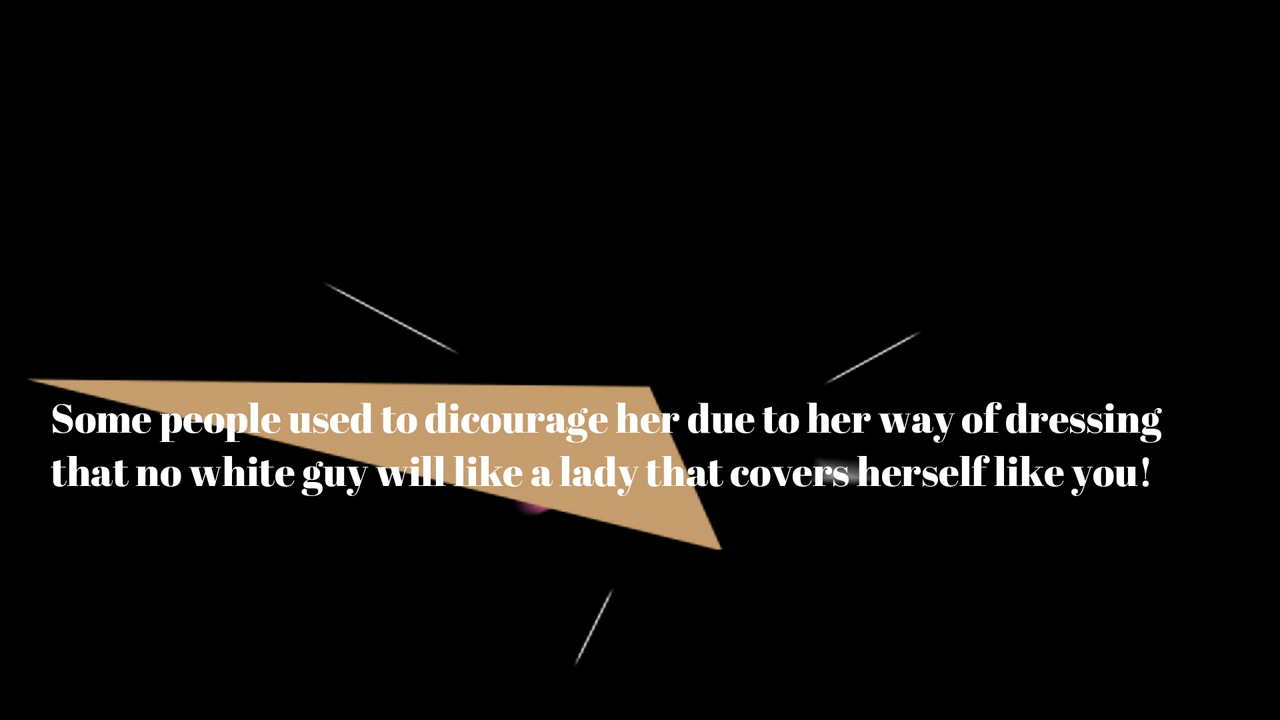 Some people used to dicourage her due to her way of dressing
that no white guy will like a lady that covers herself like you!